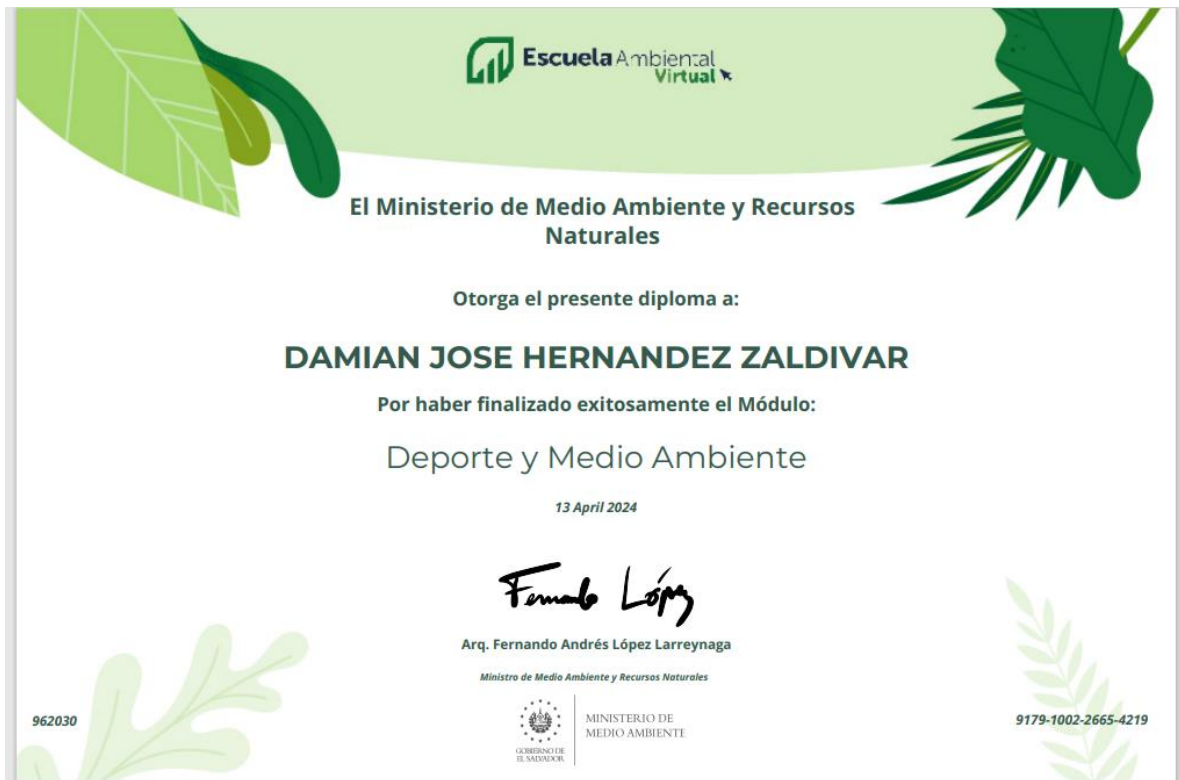 Escuela Ambiental
Virtual
El Ministerio de Medio Ambiente y Recursos
Naturales
Otorga el presente diploma a:
DAMIAN JOSE HERNANDEZ ZALDIVAR
Por haber finalizado exitosamente el Módulo:
Deporte y Medio Ambiente
13 April 2024
Fernando López
Arq. Fernando Andrés López Larreynaga
Ministro de Medio Ambiente y Recursos Naturales
962030
GOBIERNO DE
EL SALVADOR
MINISTERIO DE
MEDIO AMBIENTE
9179-1002-2665-4219